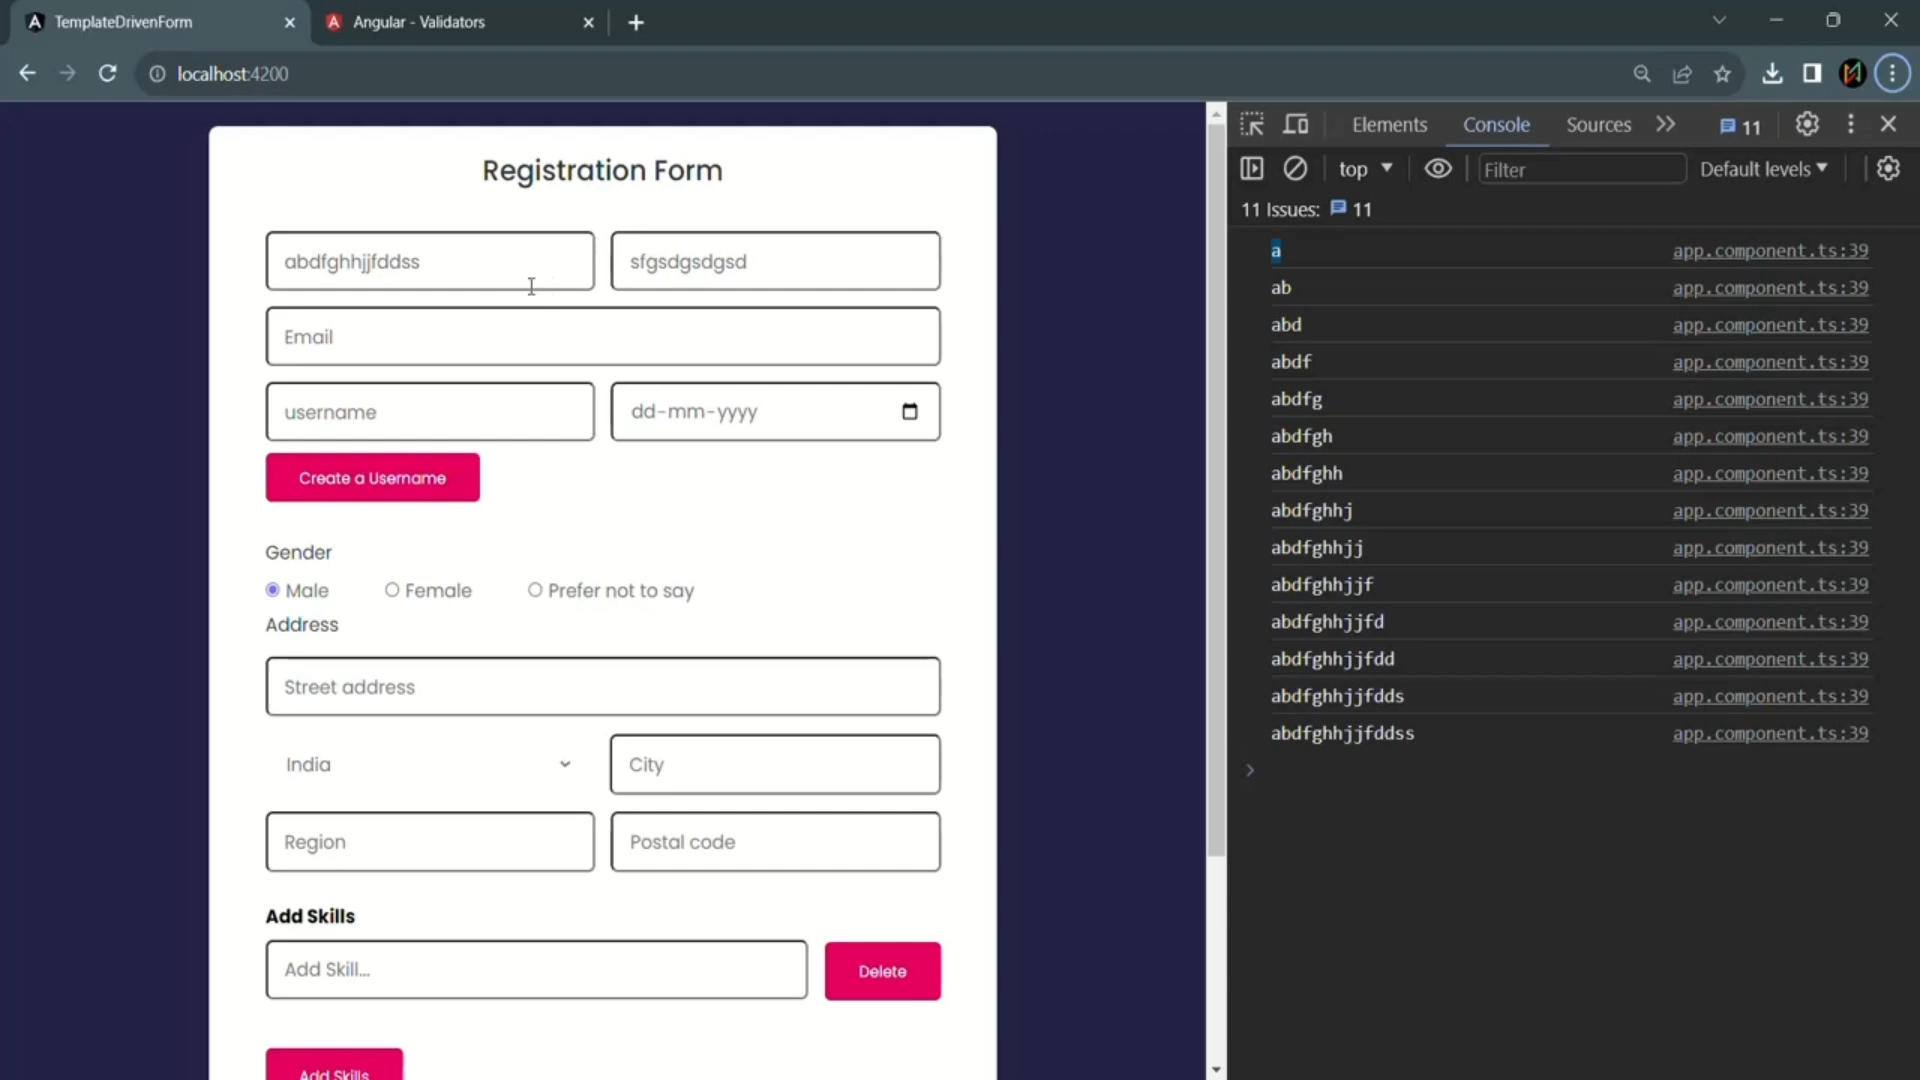 TemplateDrivenForm
Angular - Validators
localhost:4200
Registration Form
abdfghhjjfddss
sfgsdgsdgsd
Email
username
dd-mm-yyyy
Create a Username
Gender
Male
Female
Prefer not to say
Address
Street address
India
City
Region
Postal code
Add Skills
Add Skill...
Delete
Add Skills
Elements
Console
Sources
11
top
Filter
Default levels
11 Issues: 11
a app.component.ts:39
ab app.component.ts:39
abd app.component.ts:39
abdf app.component.ts:39
abdfg app.component.ts:39
abdfgh app.component.ts:39
abdfghh app.component.ts:39
abdfghhj app.component.ts:39
abdfghhjj app.component.ts:39
abdfghhjjf app.component.ts:39
abdfghhjjfd app.component.ts:39
abdfghhjjfdd app.component.ts:39
abdfghhjjfdds app.component.ts:39
abdfghhjjfddss app.component.ts:39